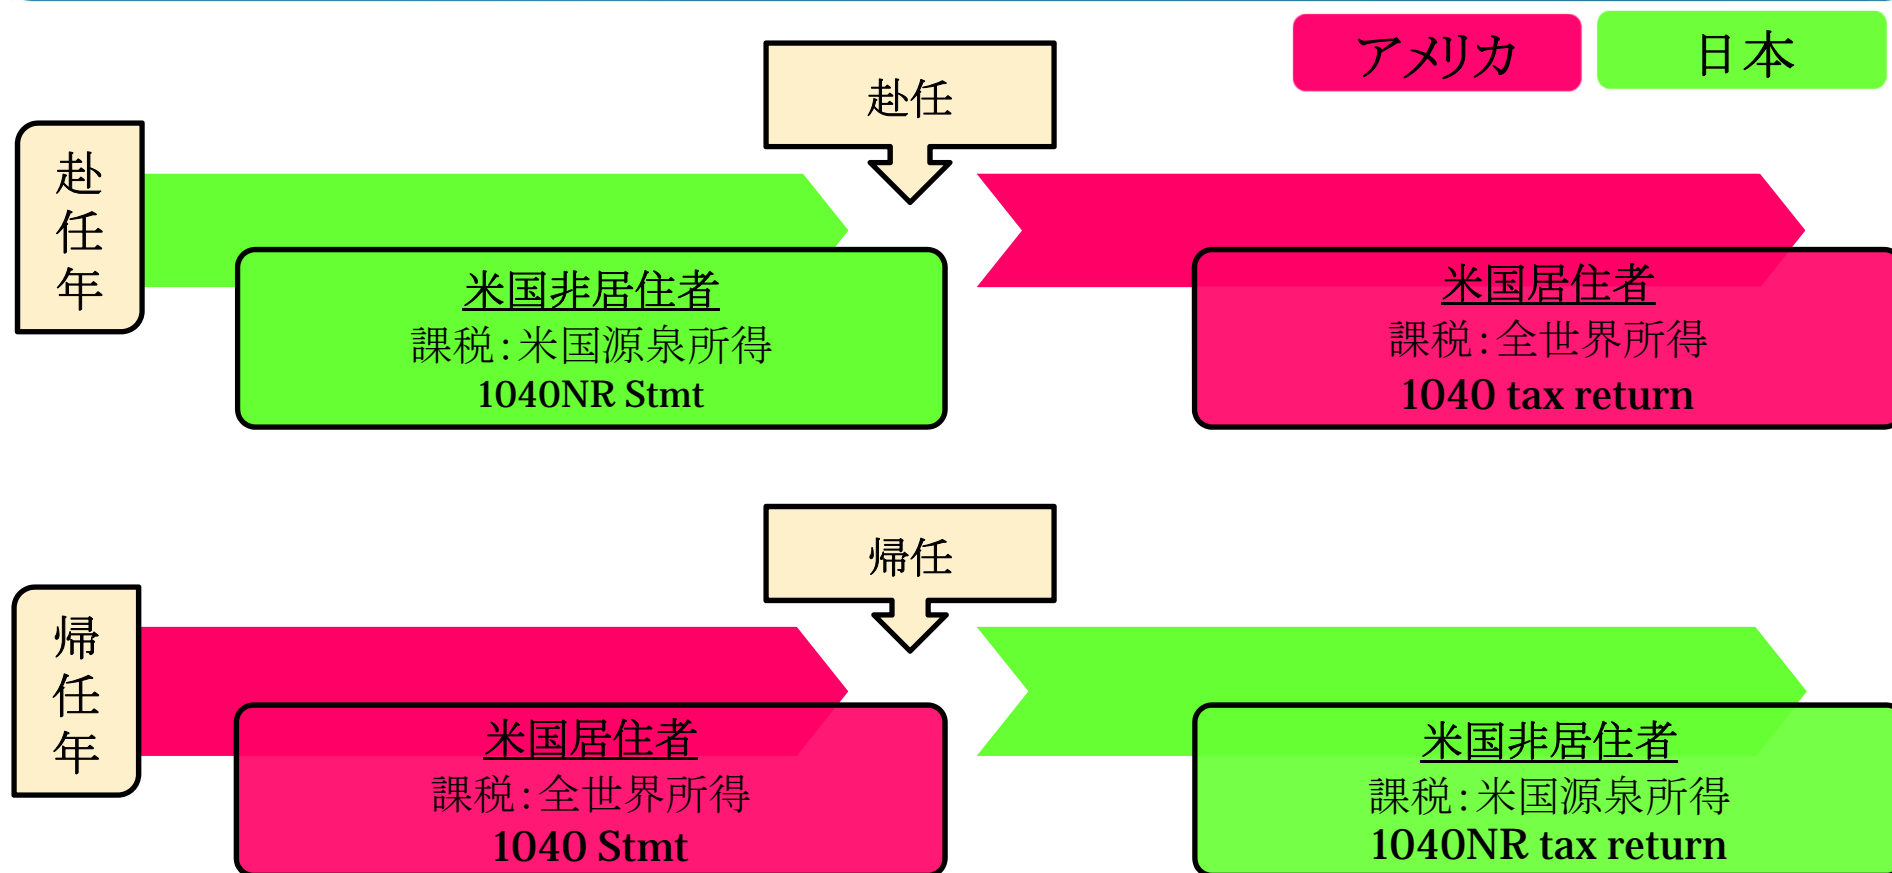 アメリカ
日本
赴任
赴任年
米国非居住者
課税:米国源泉所得
1040NR Stmt
米国居住者
課税:全世界所得
1040 tax return
帰任
帰任年
米国居住者
課税:全世界所得
1040 Stmt
米国非居住者
課税:米国源泉所得
1040NR tax return